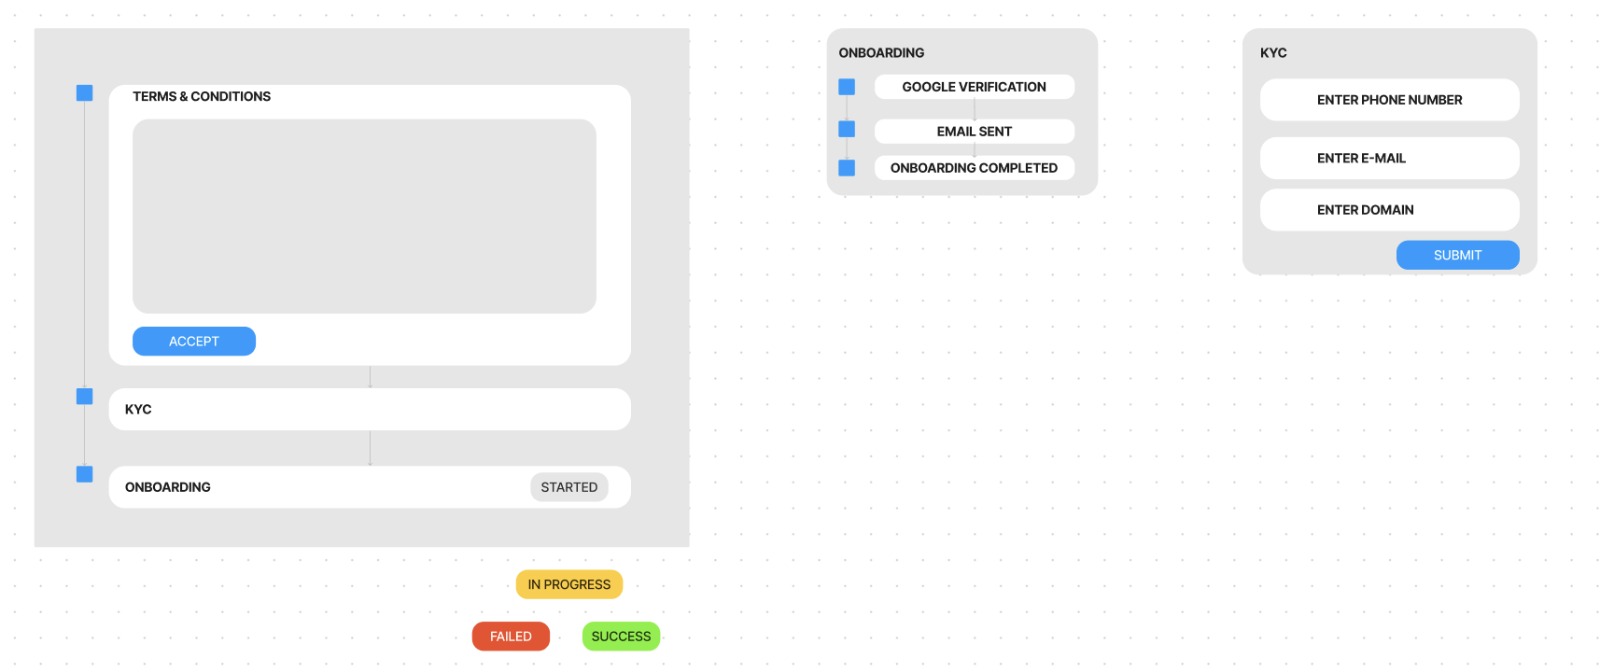 TERMS & CONDITIONS
ACCEPT
KYC
ONBOARDING
STARTED
IN PROGRESS
FAILED
SUCCESS
ONBOARDING
GOOGLE VERIFICATION
EMAIL SENT
ONBOARDING COMPLETED
KYC
ENTER PHONE NUMBER
ENTER E-MAIL
ENTER DOMAIN
SUBMIT